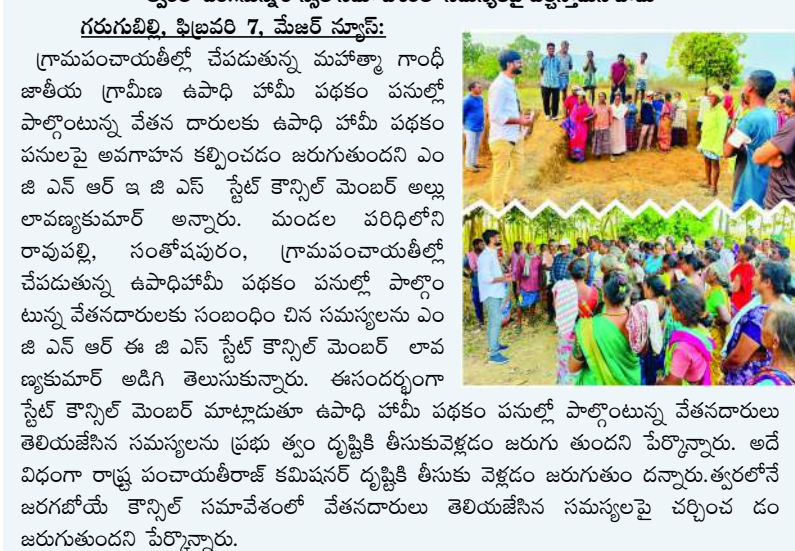 గరుగుబిల్లి, ఫిబ్రవరి 7, మేజర్ న్యూస్:
గ్రామపంచాయతీల్లో చేపడుతున్న మహాత్మా గాంధీ
జాతీయ గ్రామీణ ఉపాధి హామీ పథకం పనుల్లో
పాల్గొంటున్న వేతన దారులకు ఉపాధి హామీ పథకం
పనులపై అవగాహన కల్పించడం జరుగుతుందని ఎం
జి ఎన్ ఆర్ ఇ జి ఎస్ స్టేట్ కౌన్సిల్ మెంబర్ అల్లు
లావణ్యకుమార్ అన్నారు. మండల పరిధిలోని
రావుపల్లి, సంతోషపురం, గ్రామపంచాయతీల్లో
చేపడుతున్న ఉపాధిహామీ పథకం పనుల్లో పాల్గొం
టున్న వేతనదారులకు సంబంధిం చిన సమస్యలను ఎం
జి ఎన్ ఆర్ ఈ జి ఎస్ స్టేట్ కౌన్సిల్ మెంబర్ లావ
ణ్యకుమార్ అడిగి తెలుసుకున్నారు. ఈసందర్భంగా
స్టేట్ కౌన్సిల్ మెంబర్ మాట్లాడుతూ ఉపాధి హామీ పథకం పనుల్లో పాల్గొంటున్న వేతనదారులు
తెలియజేసిన సమస్యలను ప్రభు త్వం దృష్టికి తీసుకువెళ్లడం జరుగు తుందని పేర్కొన్నారు. అదే
విధంగా రాష్ట్ర పంచాయతీరాజ్ కమిషనర్ దృష్టికి తీసుకు వెళ్లడం జరుగుతుం దన్నారు.త్వరలోనే
జరగబోయే కౌన్సిల్ సమావేశంలో వేతనదారులు తెలియజేసిన సమస్యలపై చర్చించ డం
జరుగుతుందని పేర్కొన్నారు.